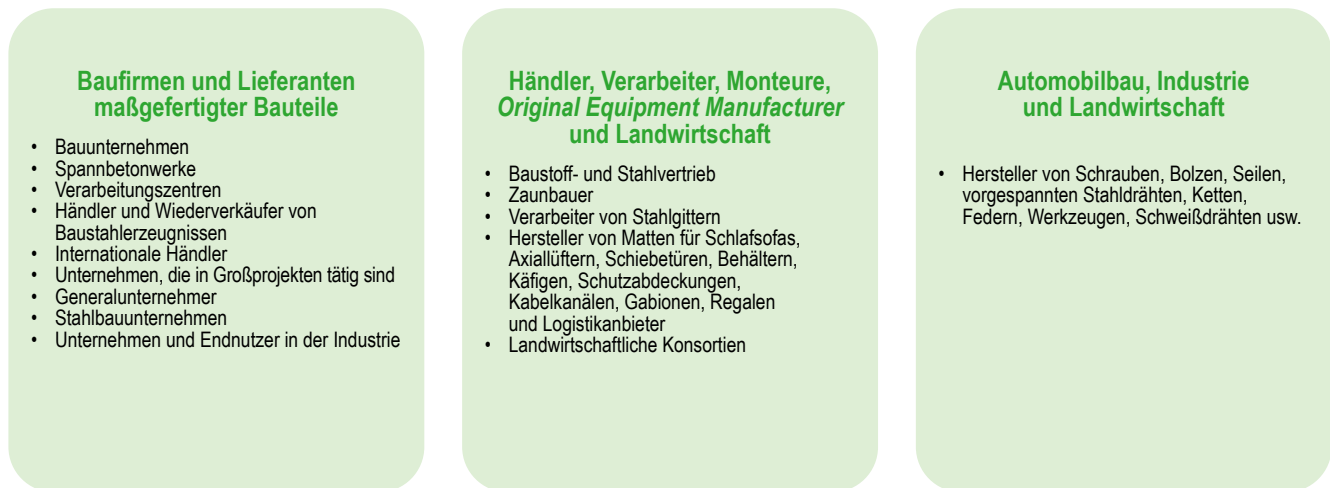 Baufirmen und Lieferanten
maßgefertigter Bauteile
• Bauunternehmen
• Spannbetonwerke
• Verarbeitungszentren
• Händler und Wiederverkäufer von
Baustahlerzeugnissen
• Internationale Händler
• Unternehmen, die in Großprojekten tätig sind
• Generalunternehmer
• Stahlbauunternehmen
• Unternehmen und Endnutzer in der Industrie
Händler, Verarbeiter, Monteure,
Original Equipment Manufacturer
und Landwirtschaft
• Baustoff- und Stahlvertrieb
• Zaunbauer
• Verarbeiter von Stahlgittern
• Hersteller von Matten für Schlafsofas,
Axiallüftern, Schiebetüren, Behältern,
Käfigen, Schutzabdeckungen,
Kabelkanälen, Gabionen, Regalen
und Logistikanbieter
• Landwirtschaftliche Konsortien
Automobilbau, Industrie
und Landwirtschaft
• Hersteller von Schrauben, Bolzen, Seilen,
vorgespannten Stahldrähten, Ketten,
Federn, Werkzeugen, Schweißdrähten usw.